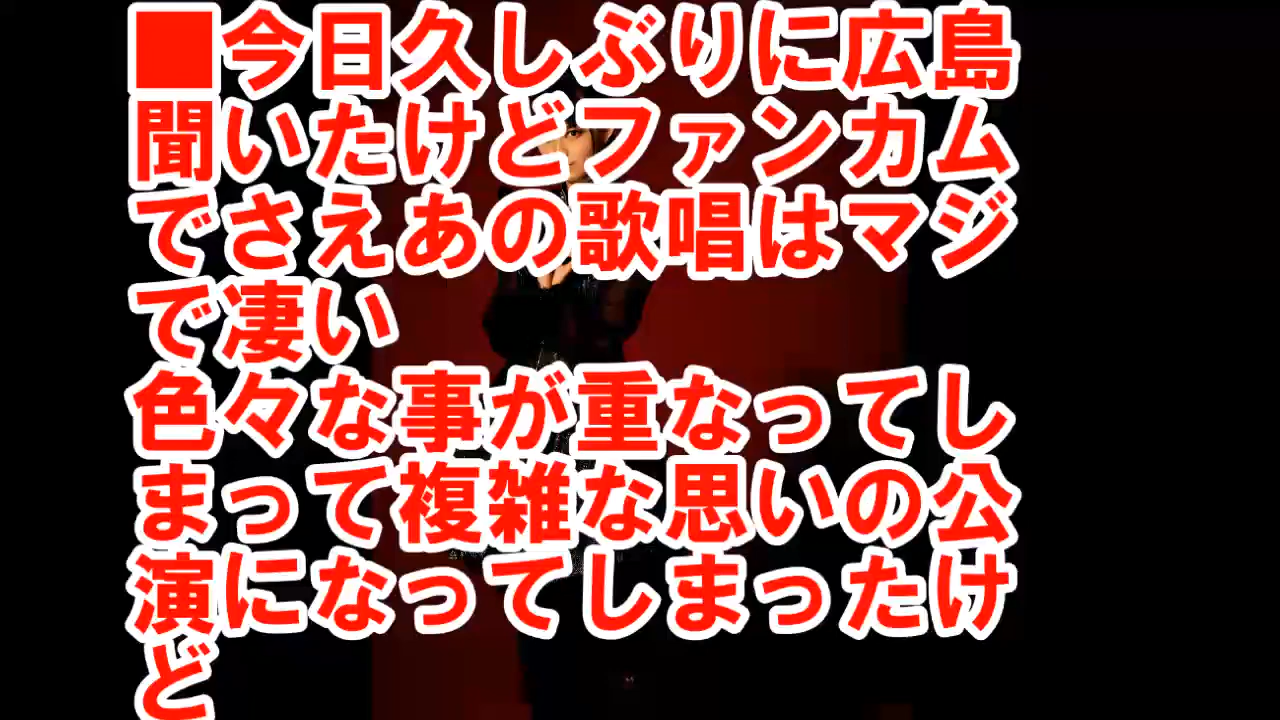 ■今日久しぶりに広島
聞いたけどファンカム
でさえあの歌唱はマジ
で凄い
色々な事が重なってし
まって複雑な思いの公
演になってしまったけ
ど